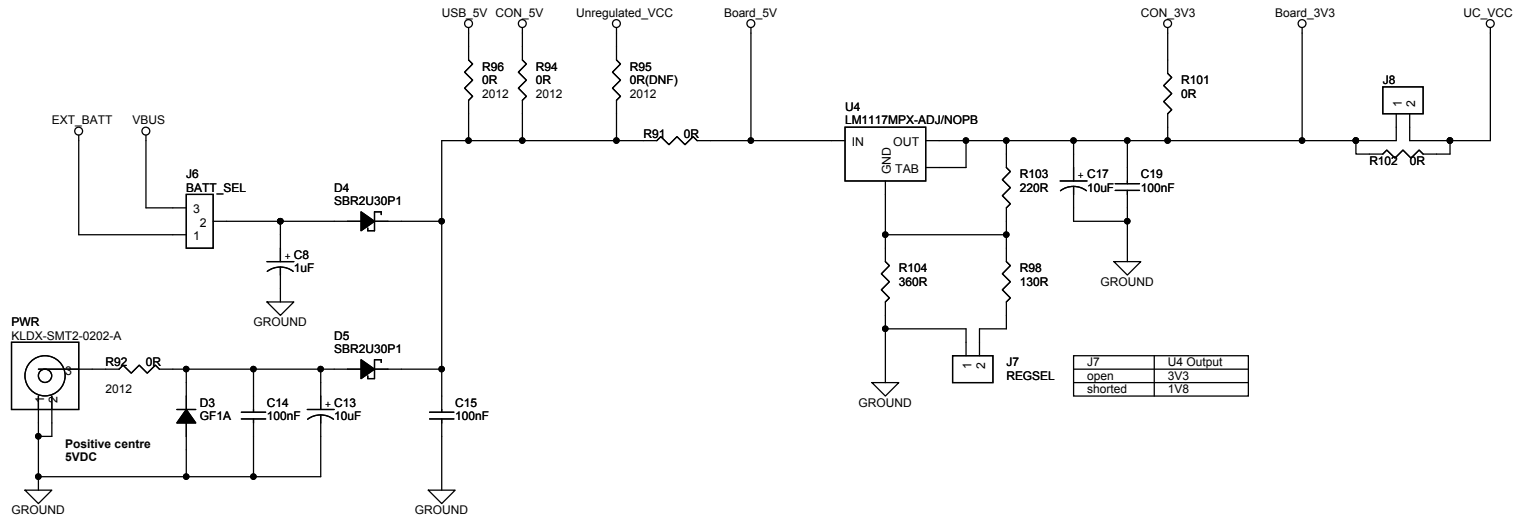 USB_5V CON_5V Unregulated_VCC Board_5V CON_3V3 Board_3V3 UC_VCC
R96
0R
2012
R94
0R
2012
R95
0R(DNF)
2012
R101
0R
J8
1 2
EXT_BATT VBUS
R91 0R
U4
LM1117MPX-ADJ/NOPB
IN OUT
GND
TAB
R102 0R
J6
BATT_SEL
3
2
1
D4
SBR2U30P1
R103
220R
+ C17
10uF
C19
100nF
+ C8
1uF
GROUND
R104
360R
R98
130R
GROUND
PWR
KLDX-SMT2-0202-A
R92 0R
2012
3
1
2
D5
SBR2U30P1
1 2
J7
REGSEL
J7 U4 Output
open 3V3
shorted 1V8
D3
GF1A
C14
100nF
+ C13
10uF
C15
100nF
GROUND
Positive centre
5VDC
GROUND
GROUND